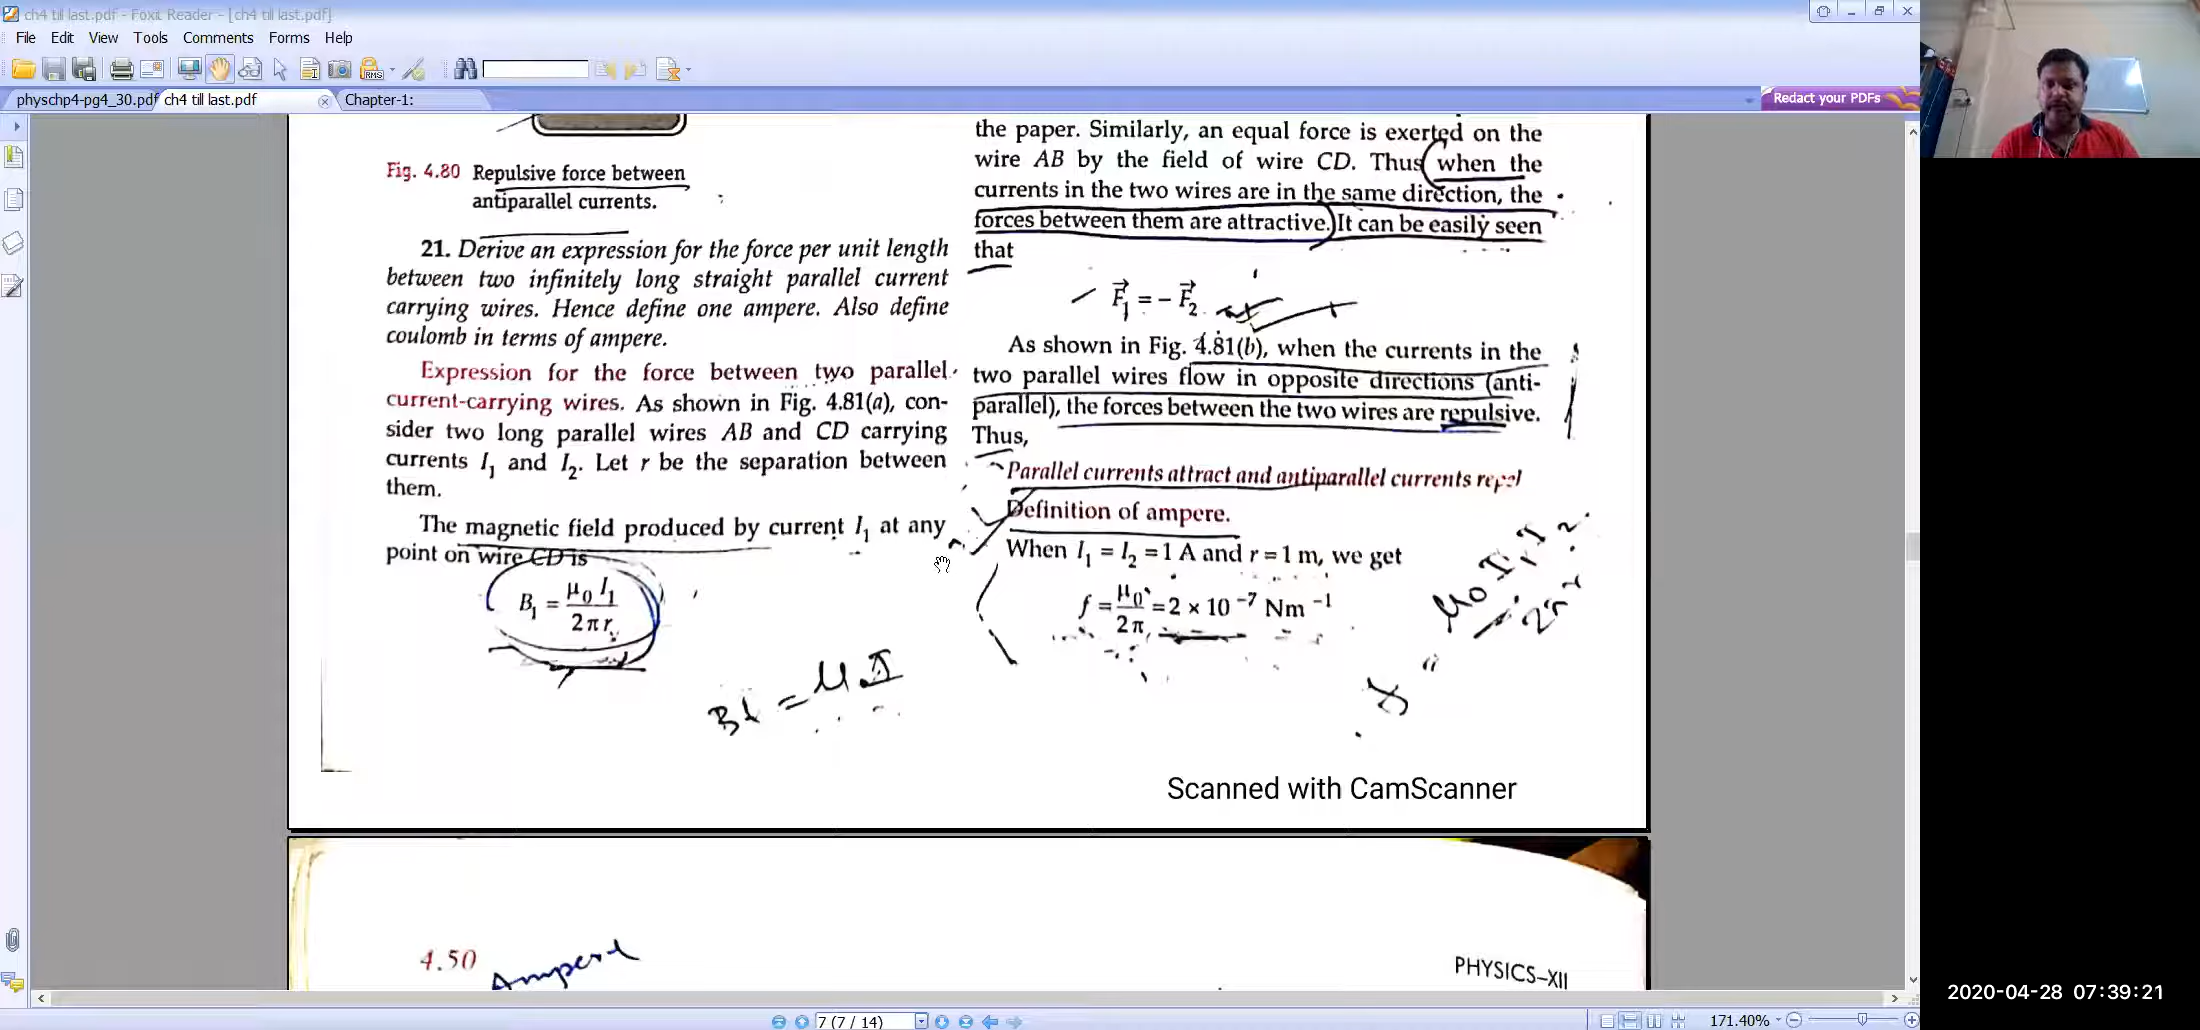 ch4 till last.pdf - Foxit Reader - [ch4 till last.pdf]
File Edit View Tools Comments Forms Help
physchp4-pg4_30.pdf ch4 till last.pdf Chapter-1:
Redact your PDFs
Fig. 4.80 Repulsive force between
antiparallel currents.
21. Derive an expression for the force per unit length
between two infinitely long straight parallel current
carrying wires. Hence define one ampere. Also define
coulomb in terms of ampere.
Expression for the force between two parallel
current-carrying wires. As shown in Fig. 4.81(a), con-
sider two long parallel wires AB and CD carrying
currents I₁ and I₂. Let r be the separation between
them.
The magnetic field produced by current I₁ at any
point on wire CD is
B₁ = μ₀ I₁ / 2π r
Bl = μ₀I
the paper. Similarly, an equal force is exerted on the
wire AB by the field of wire CD. Thus when the
currents in the two wires are in the same direction, the
forces between them are attractive. It can be easily seen
that
F⃗₁ = − F⃗₂
As shown in Fig. 4.81(b), when the currents in the
two parallel wires flow in opposite directions (anti-
parallel), the forces between the two wires are repulsive.
Thus,
Parallel currents attract and antiparallel currents repel
Definition of ampere.
When I₁ = I₂ = 1 A and r = 1 m, we get
f = μ₀ / 2π = 2 × 10⁻⁷ Nm⁻¹
μ₀ I₁ I₂
Scanned with CamScanner
4.50
Ampere
PHYSICS–XII
7 (7 / 14)
171.40%
2020-04-28 07:39:21